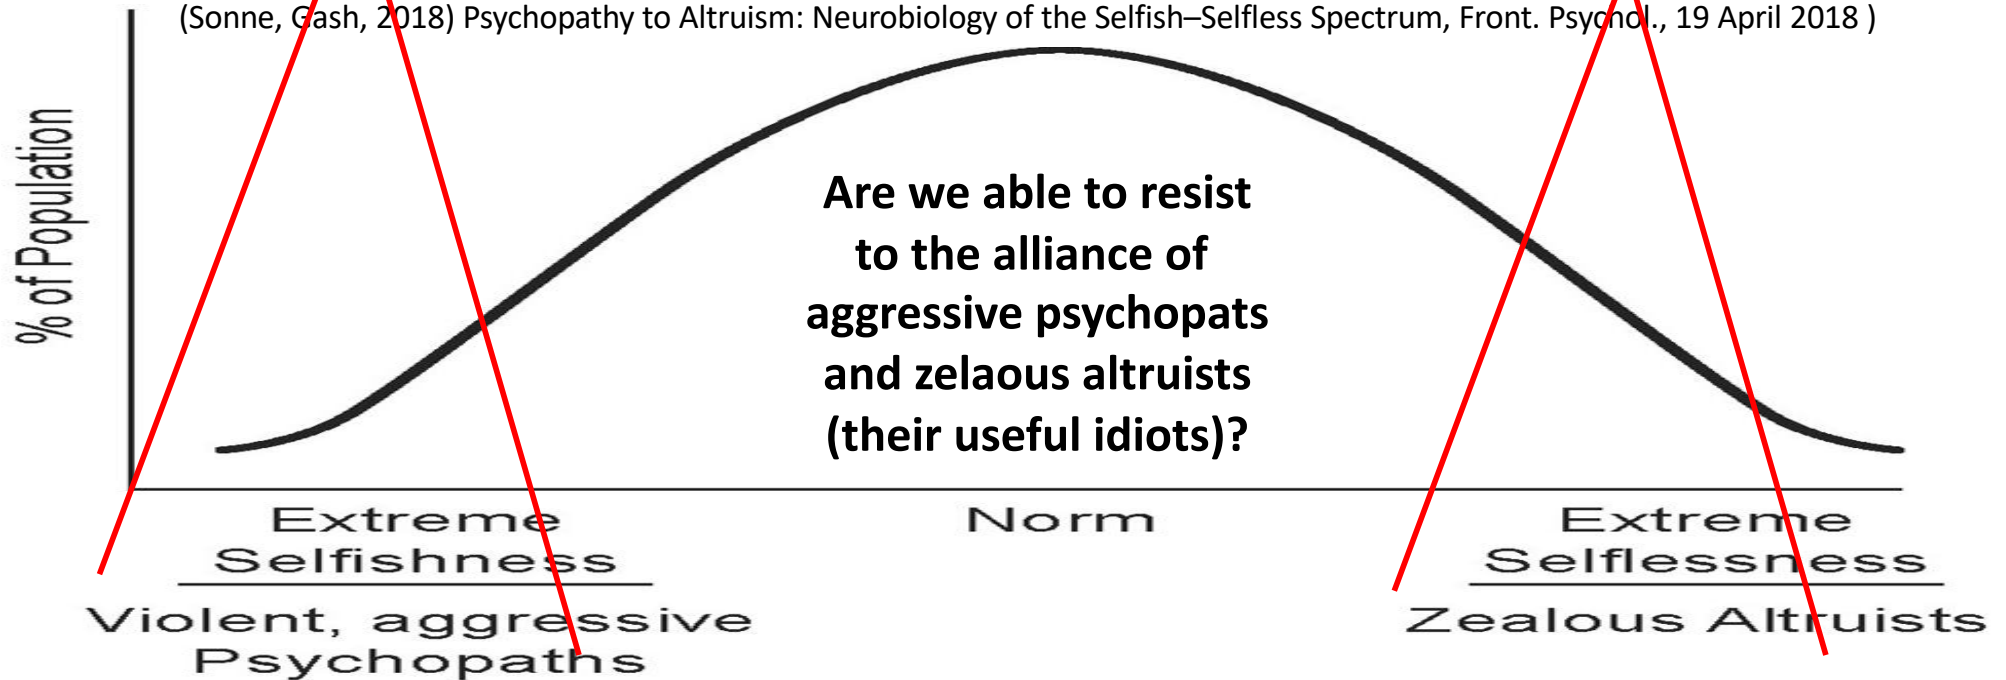 (Sonne, Gash, 2018) Psychopathy to Altruism: Neurobiology of the Selfish–Selfless Spectrum, Front. Psychol., 19 April 2018 )
% of Population
Are we able to resist
to the alliance of
aggressive psychopats
and zelaous altruists
(their useful idiots)?
Extreme
Selfishness
Violent, aggressive
Psychopaths
Norm
Extreme
Selflessness
Zealous Altruists